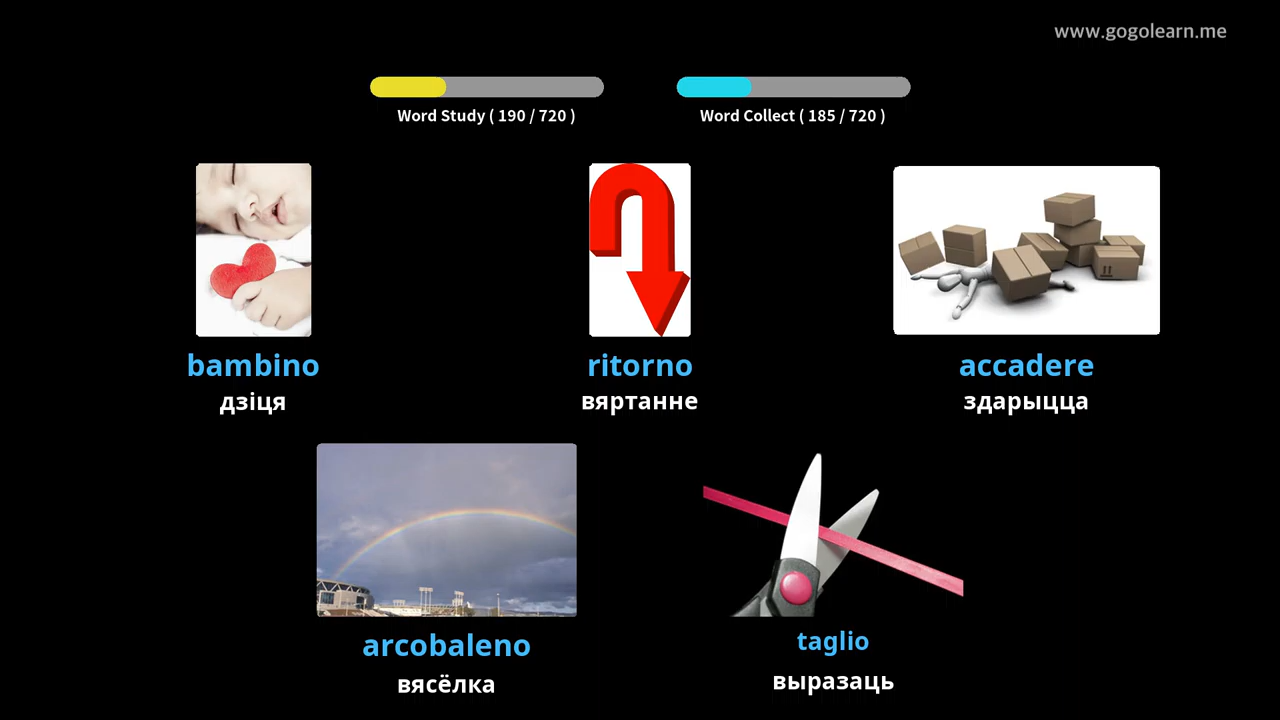 www.gogolearn.me
Word Study ( 190 / 720 )
Word Collect ( 185 / 720 )
bambino
дзіця
ritorno
вяртанне
accadere
здарыцца
arcobaleno
вясёлка
taglio
выразаць